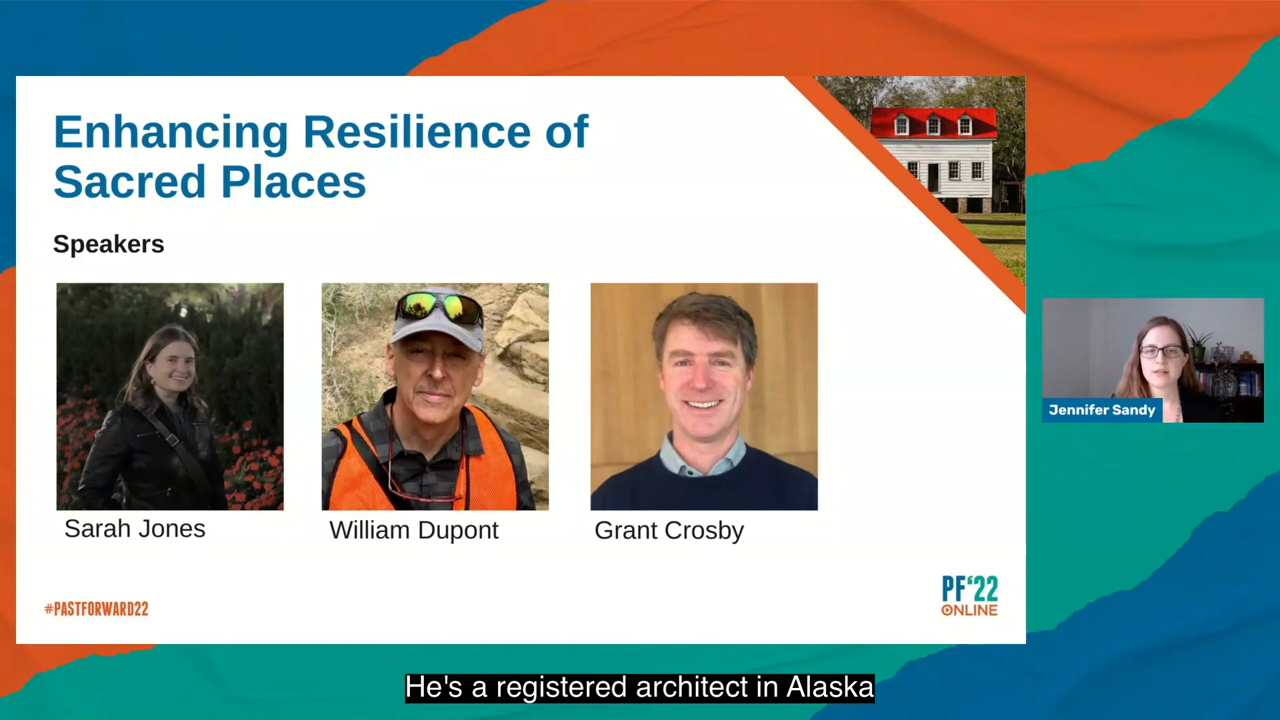 Enhancing Resilience of
Sacred Places
Speakers
Sarah Jones
William Dupont
Grant Crosby
#PASTFORWARD22
PF'22
ONLINE
Jennifer Sandy
He's a registered architect in Alaska